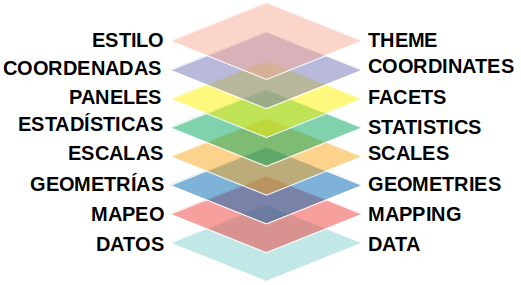 ESTILO THEME
COORDENADAS COORDINATES
PANELES FACETS
ESTADÍSTICAS STATISTICS
ESCALAS SCALES
GEOMETRÍAS GEOMETRIES
MAPEO MAPPING
DATOS DATA